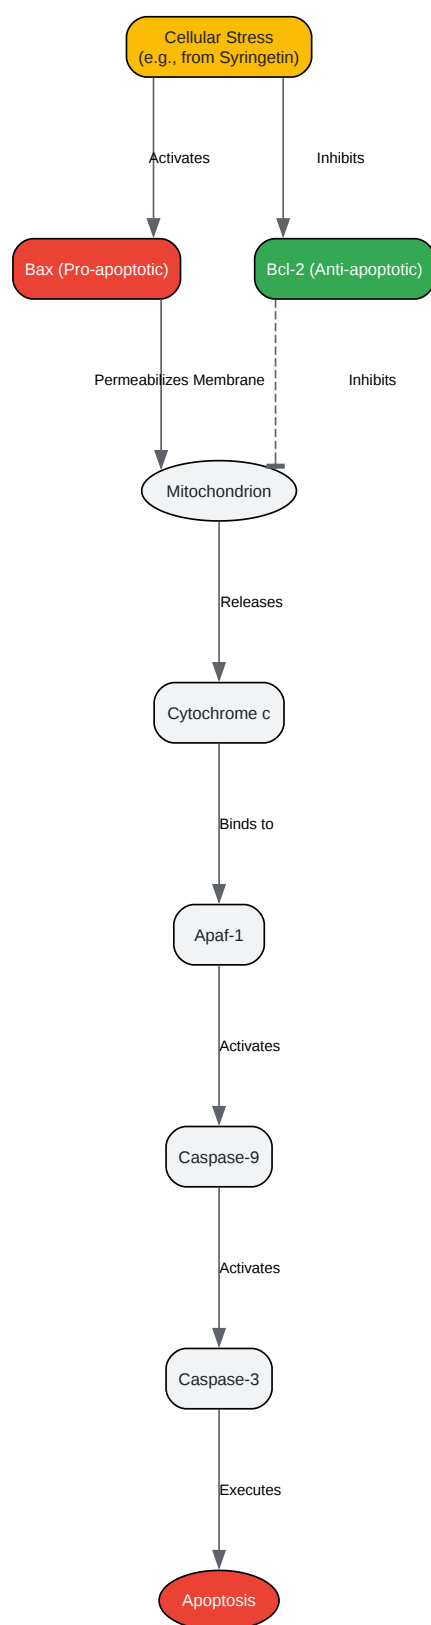 Cellular Stress
(e.g., from Syringetin)
Activates
Inhibits
Bax (Pro-apoptotic)
Bcl-2 (Anti-apoptotic)
Permeabilizes Membrane
Inhibits
Mitochondrion
Releases
Cytochrome c
Binds to
Apaf-1
Activates
Caspase-9
Activates
Caspase-3
Executes
Apoptosis